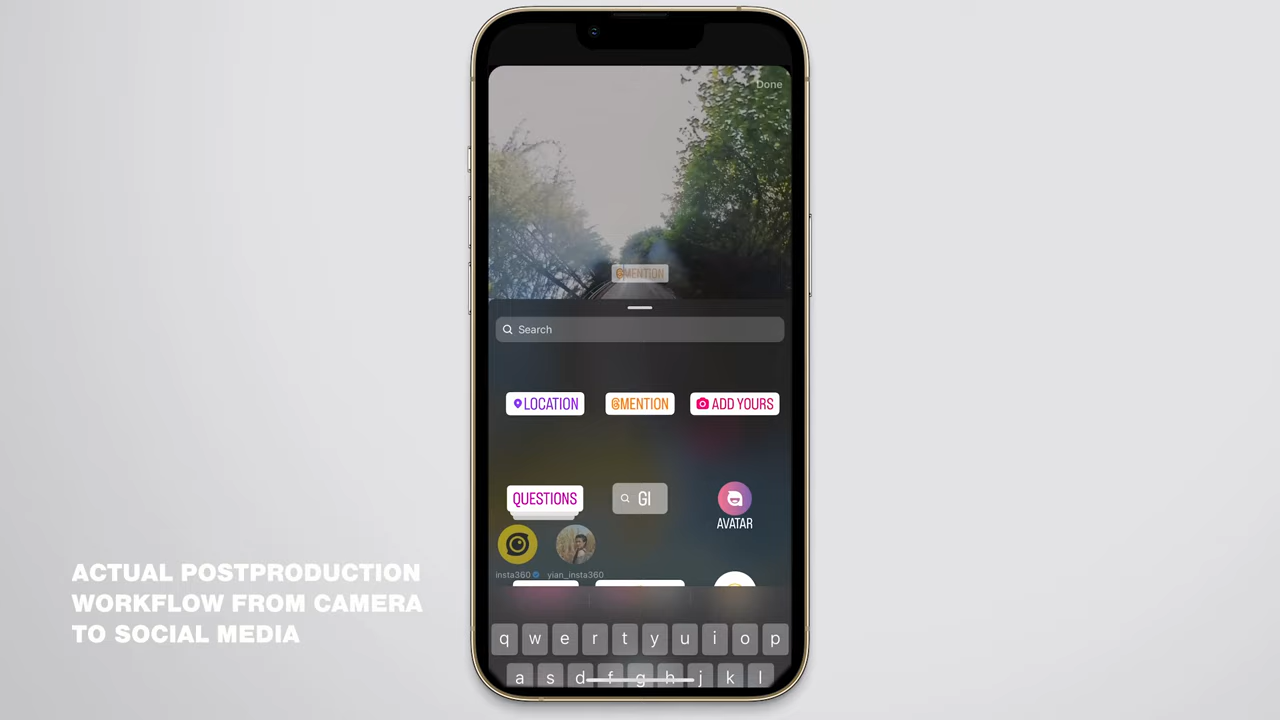 Done
@MENTION
Search
LOCATION
@MENTION
ADD YOURS
QUESTIONS
GI
AVATAR
insta360
yian_insta360
ACTUAL POSTPRODUCTION
WORKFLOW FROM CAMERA
TO SOCIAL MEDIA
q w e r t y u i o p
a s d f g h j k l